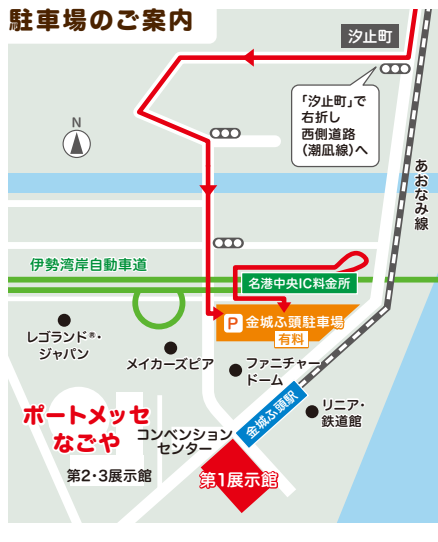 駐車場のご案内
汐止町
「汐止町」で
右折し
西側道路
（潮凪線）へ
N
あおなみ線
伊勢湾岸自動車道
名港中央IC料金所
P 金城ふ頭駐車場
有料
レゴランド®・
ジャパン
メイカーズピア
ファニチャー
ドーム
金城ふ頭駅
リニア・
鉄道館
ポートメッセ
なごや
コンベンション
センター
第2・3展示館
第1展示館